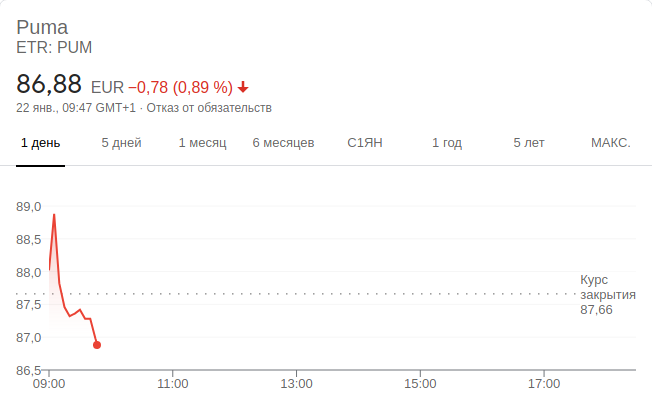 Puma
ETR: PUM
86,88 EUR −0,78 (0,89 %)
22 янв., 09:47 GMT+1 · Отказ от обязательств
1 день 5 дней 1 месяц 6 месяцев С1ЯН 1 год 5 лет МАКС.
89,0
88,5
88,0
87,5
87,0
86,5
Курс
закрытия
87,66
09:00 11:00 13:00 15:00 17:00